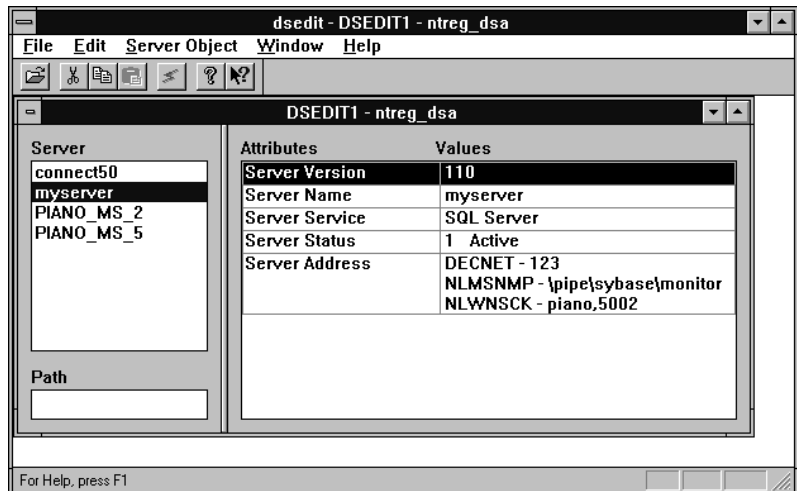 dsedit - DSEDIT1 - ntreg_dsa
File Edit Server Object Window Help
DSEDIT1 - ntreg_dsa
Server
connect50
myserver
PIANO_MS_2
PIANO_MS_5
Path
Attributes Values
Server Version 110
Server Name myserver
Server Service SQL Server
Server Status 1 Active
Server Address DECNET - 123
NLMSNMP - \pipe\sybase\monitor
NLWNSCK - piano,5002
For Help, press F1